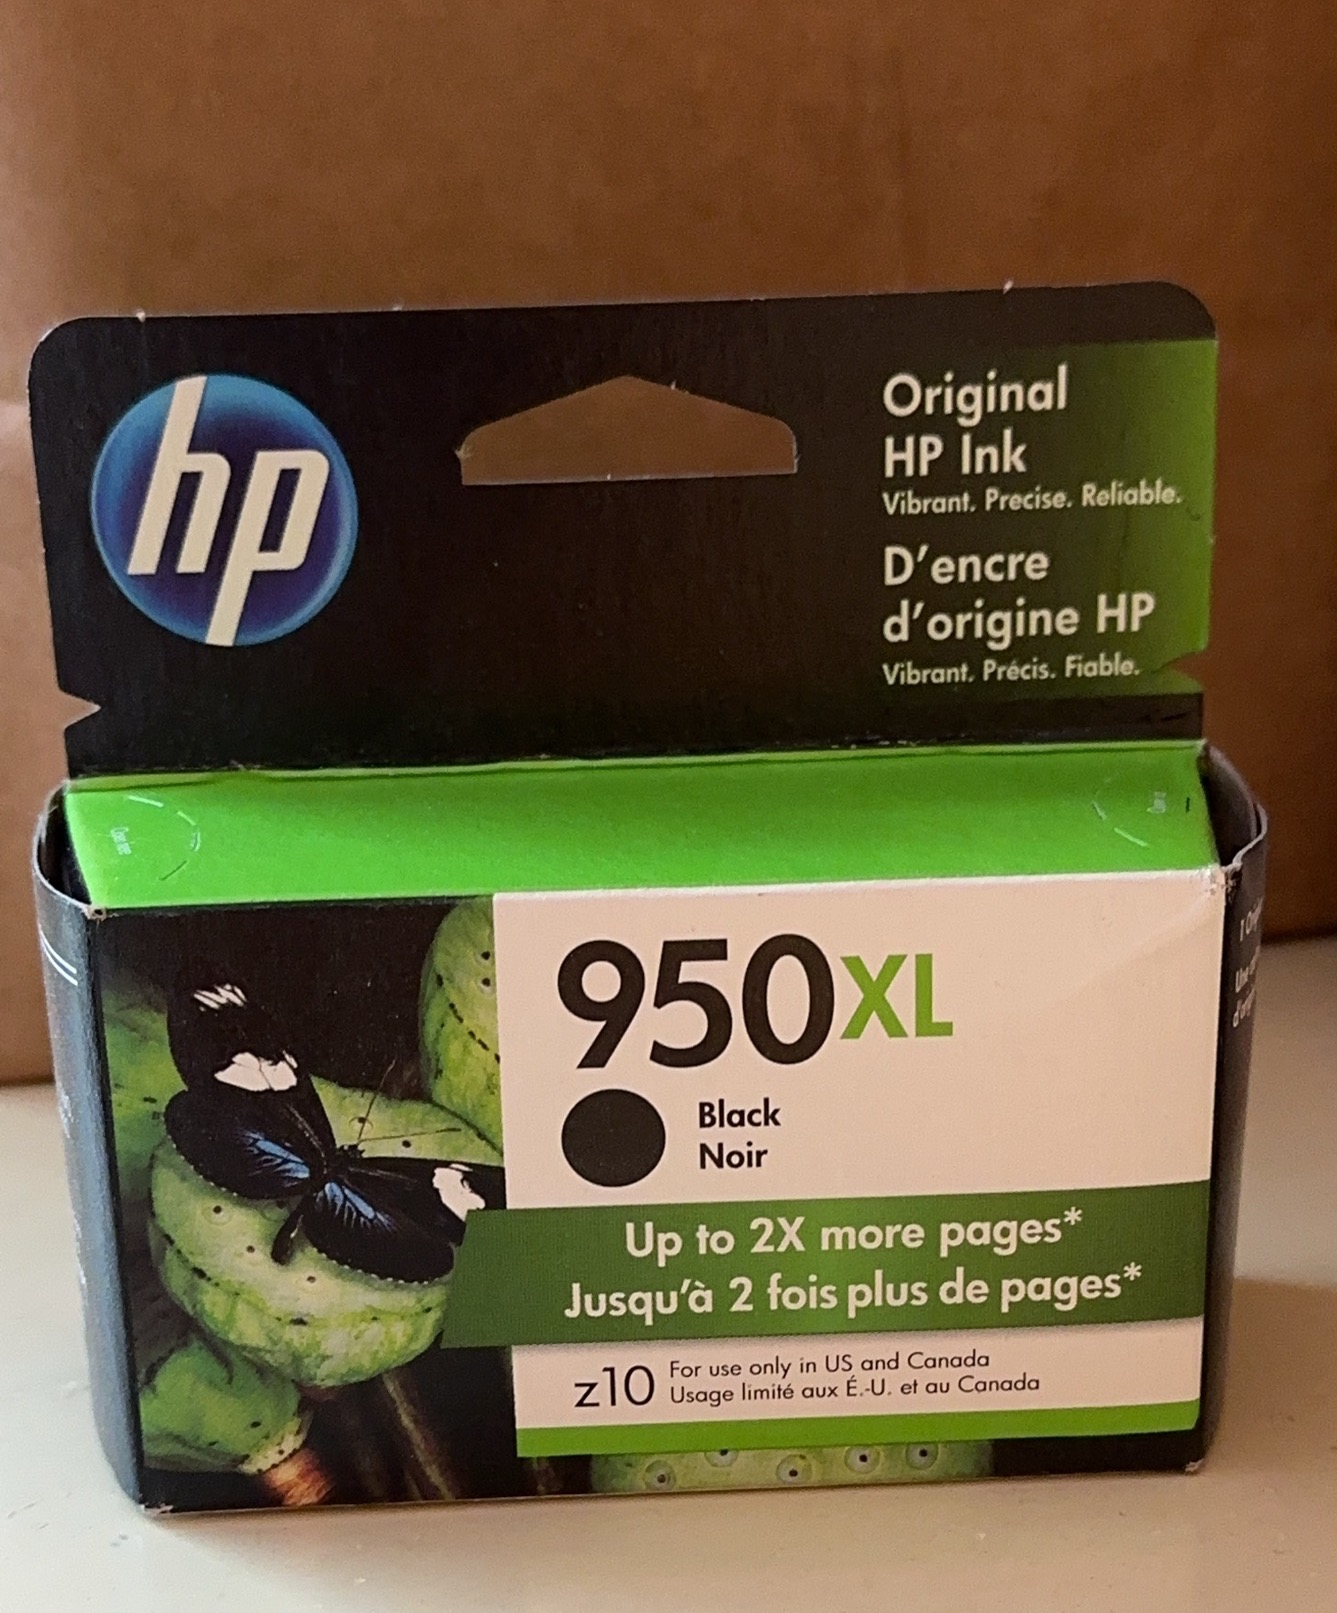 hp
Original
HP Ink
Vibrant. Precise. Reliable.
D'encre
d'origine HP
Vibrant. Précis. Fiable.
950XL
Black
Noir
Up to 2X more pages*
Jusqu'à 2 fois plus de pages*
z10
For use only in US and Canada
Usage limité aux É.-U. et au Canada